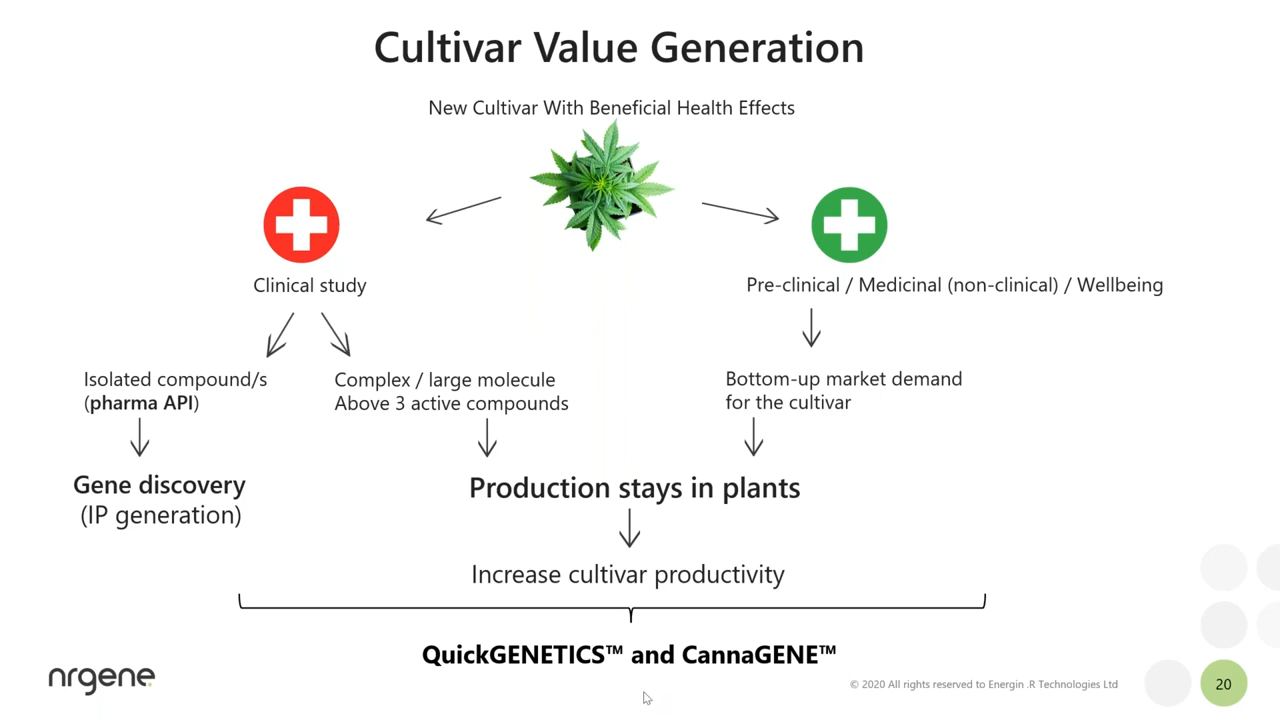 Cultivar Value Generation
New Cultivar With Beneficial Health Effects
Clinical study
Pre-clinical / Medicinal (non-clinical) / Wellbeing
Isolated compound/s
(pharma API)
Complex / large molecule
Above 3 active compounds
Bottom-up market demand
for the cultivar
Gene discovery
(IP generation)
Production stays in plants
Increase cultivar productivity
QuickGENETICS™ and CannaGENE™
nrgene
© 2020 All rights reserved to Energin .R Technologies Ltd
20